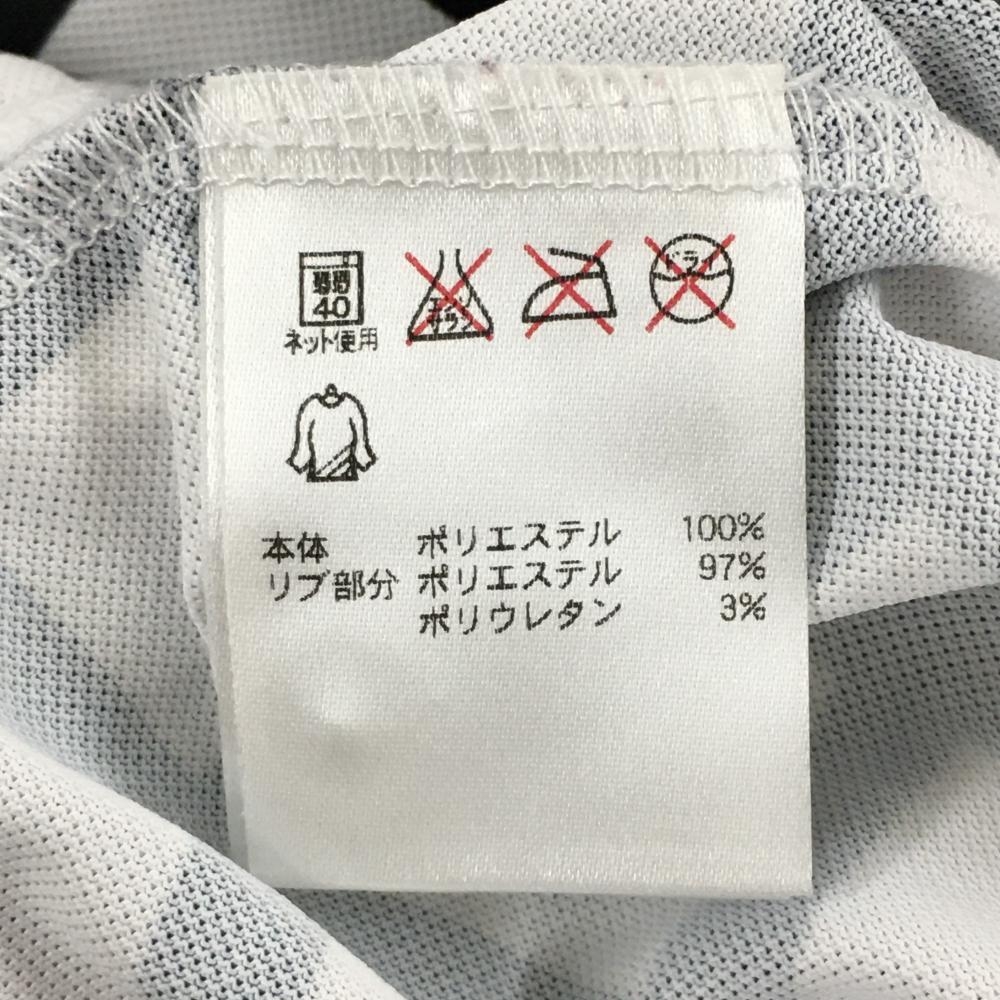 40
ネット使用
本体 ポリエステル 100%
リブ部分 ポリエステル 97%
ポリウレタン 3%